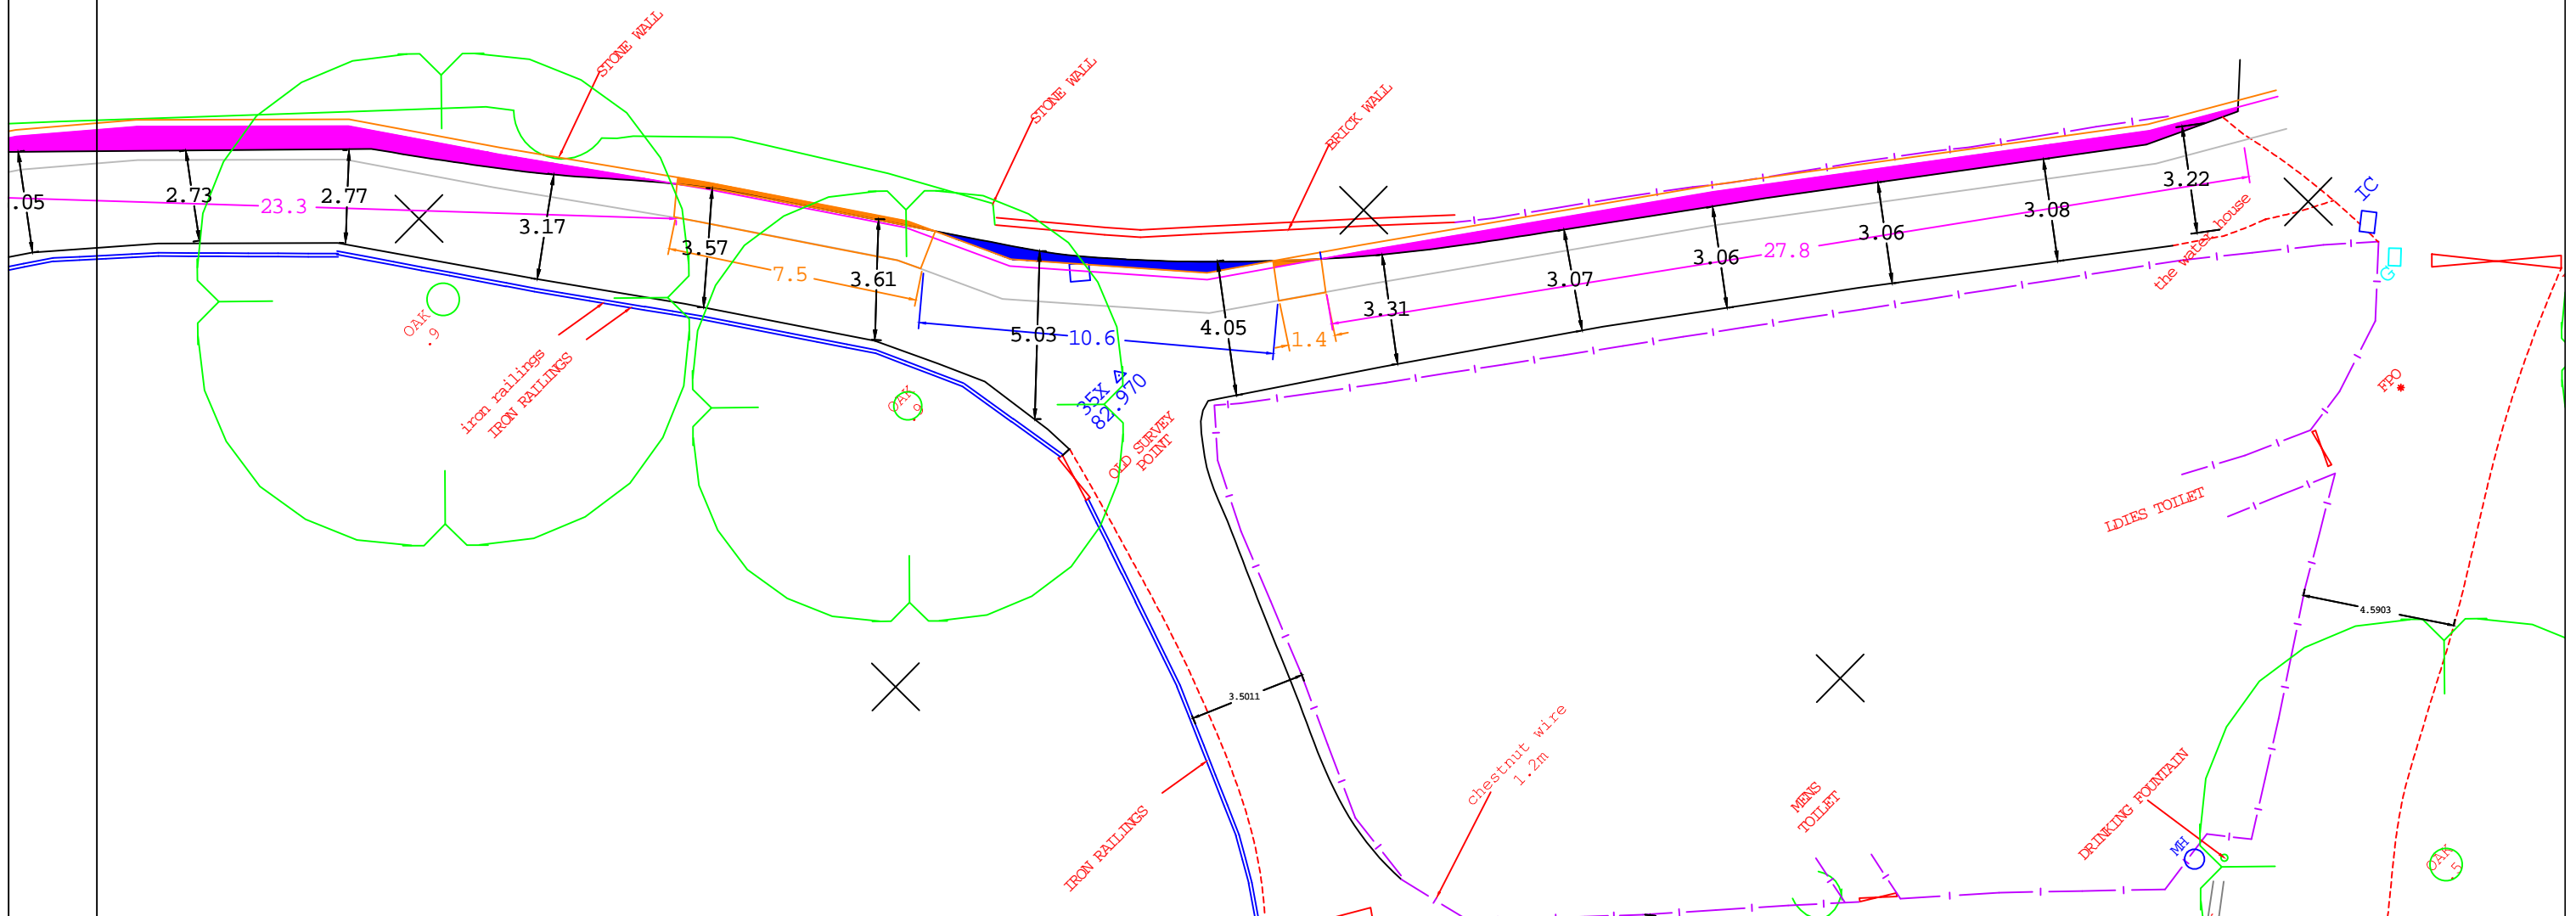 STONE WALL
STONE WALL
BRICK WALL
.05
2.73
23.3
2.77
3.17
3.57
7.5
3.61
5.03
10.6
4.05
1.4
3.31
3.07
3.06
27.8
3.06
3.08
3.22
the water house
IC
G
FPO
OAK
.9
iron railings
IRON RAILINGS
OAK
.9
35X
82.970
OLD SURVEY
POINT
LDIES TOILET
4.5903
3.5011
chestnut wire
1.2m
IRON RAILINGS
MENS
TOILET
DRINKING FOUNTAIN
MH
OAK
.5